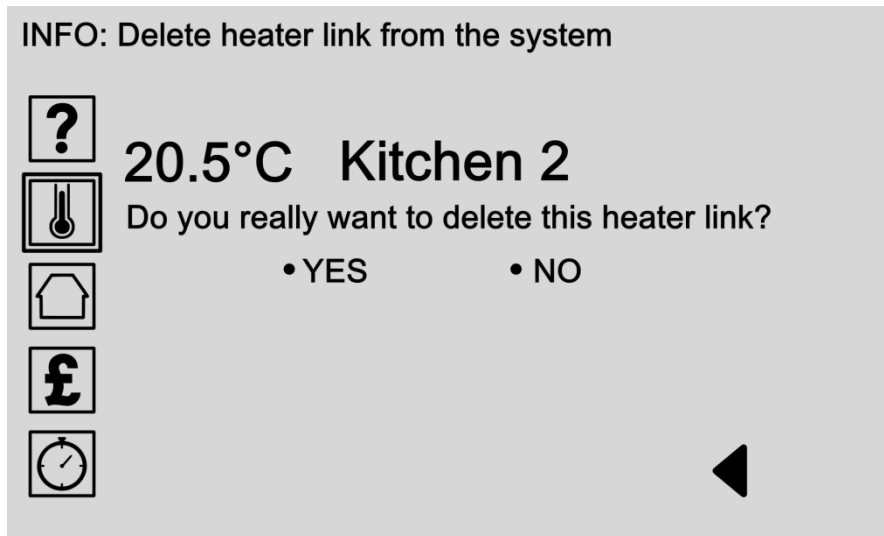 INFO: Delete heater link from the system
?
20.5°C Kitchen 2
Do you really want to delete this heater link?
• YES • NO
£